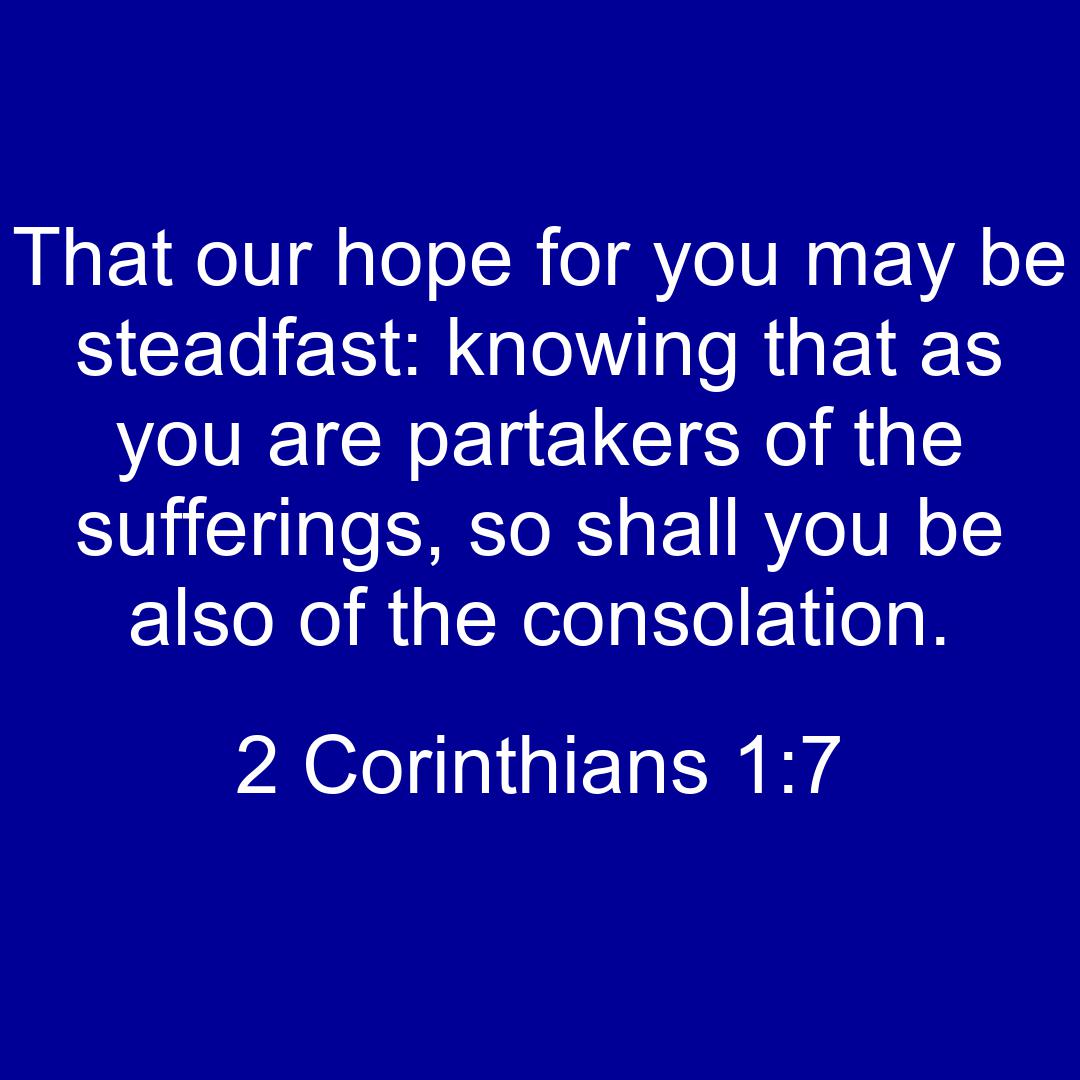 That our hope for you may be
steadfast: knowing that as
you are partakers of the
sufferings, so shall you be
also of the consolation.
2 Corinthians 1:7